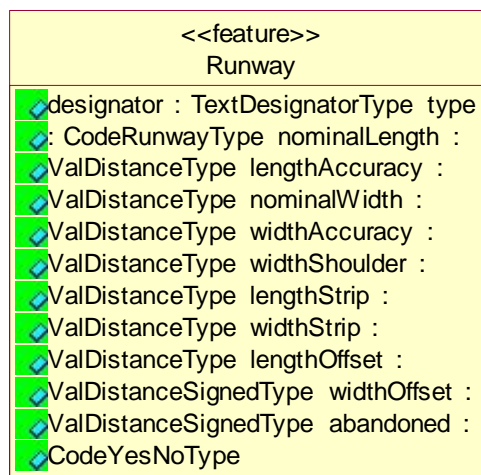 <<feature>>
Runway
designator : TextDesignatorType type
: CodeRunwayType nominalLength :
ValDistanceType lengthAccuracy :
ValDistanceType nominalWidth :
ValDistanceType widthAccuracy :
ValDistanceType widthShoulder :
ValDistanceType lengthStrip :
ValDistanceType widthStrip :
ValDistanceType lengthOffset :
ValDistanceSignedType widthOffset :
ValDistanceSignedType abandoned :
CodeYesNoType